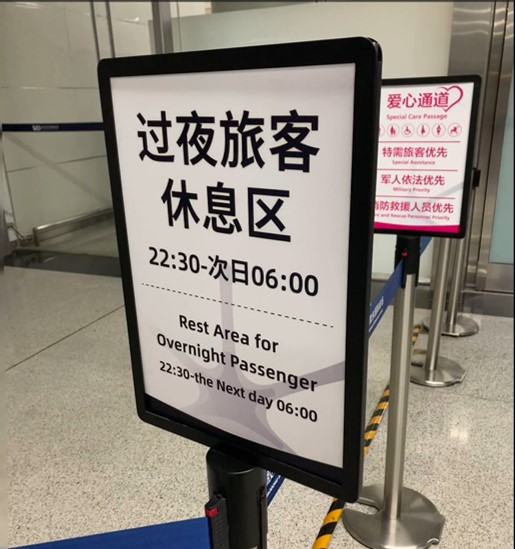 过夜旅客
休息区
22:30-次日06:00
Rest Area for
Overnight Passenger
22:30-the Next day 06:00
爱心通道
Special Care Passage
特需旅客优先
Special Assistance
军人依法优先
Military Priority
消防救援人员优先
and Rescue Personnel Priority